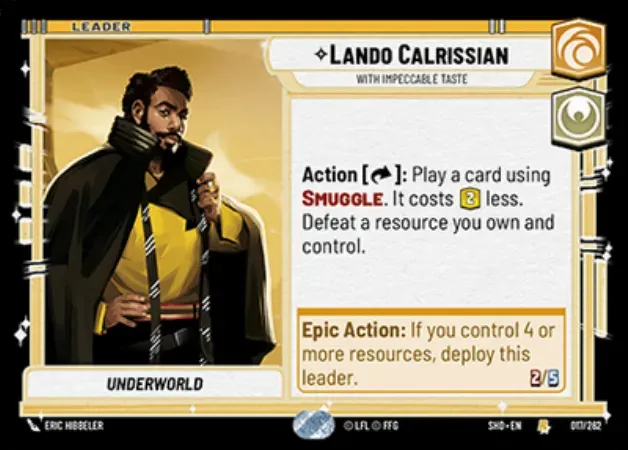 LEADER
LANDO CALRISSIAN
WITH IMPECCABLE TASTE
Action [ ]: Play a card using
SMUGGLE. It costs 2 less.
Defeat a resource you own and
control.
Epic Action: If you control 4 or
more resources, deploy this
leader.
2/5
UNDERWORLD
ERIC HIBBELER
© LFL © FFG
SHD • EN
R
017/262